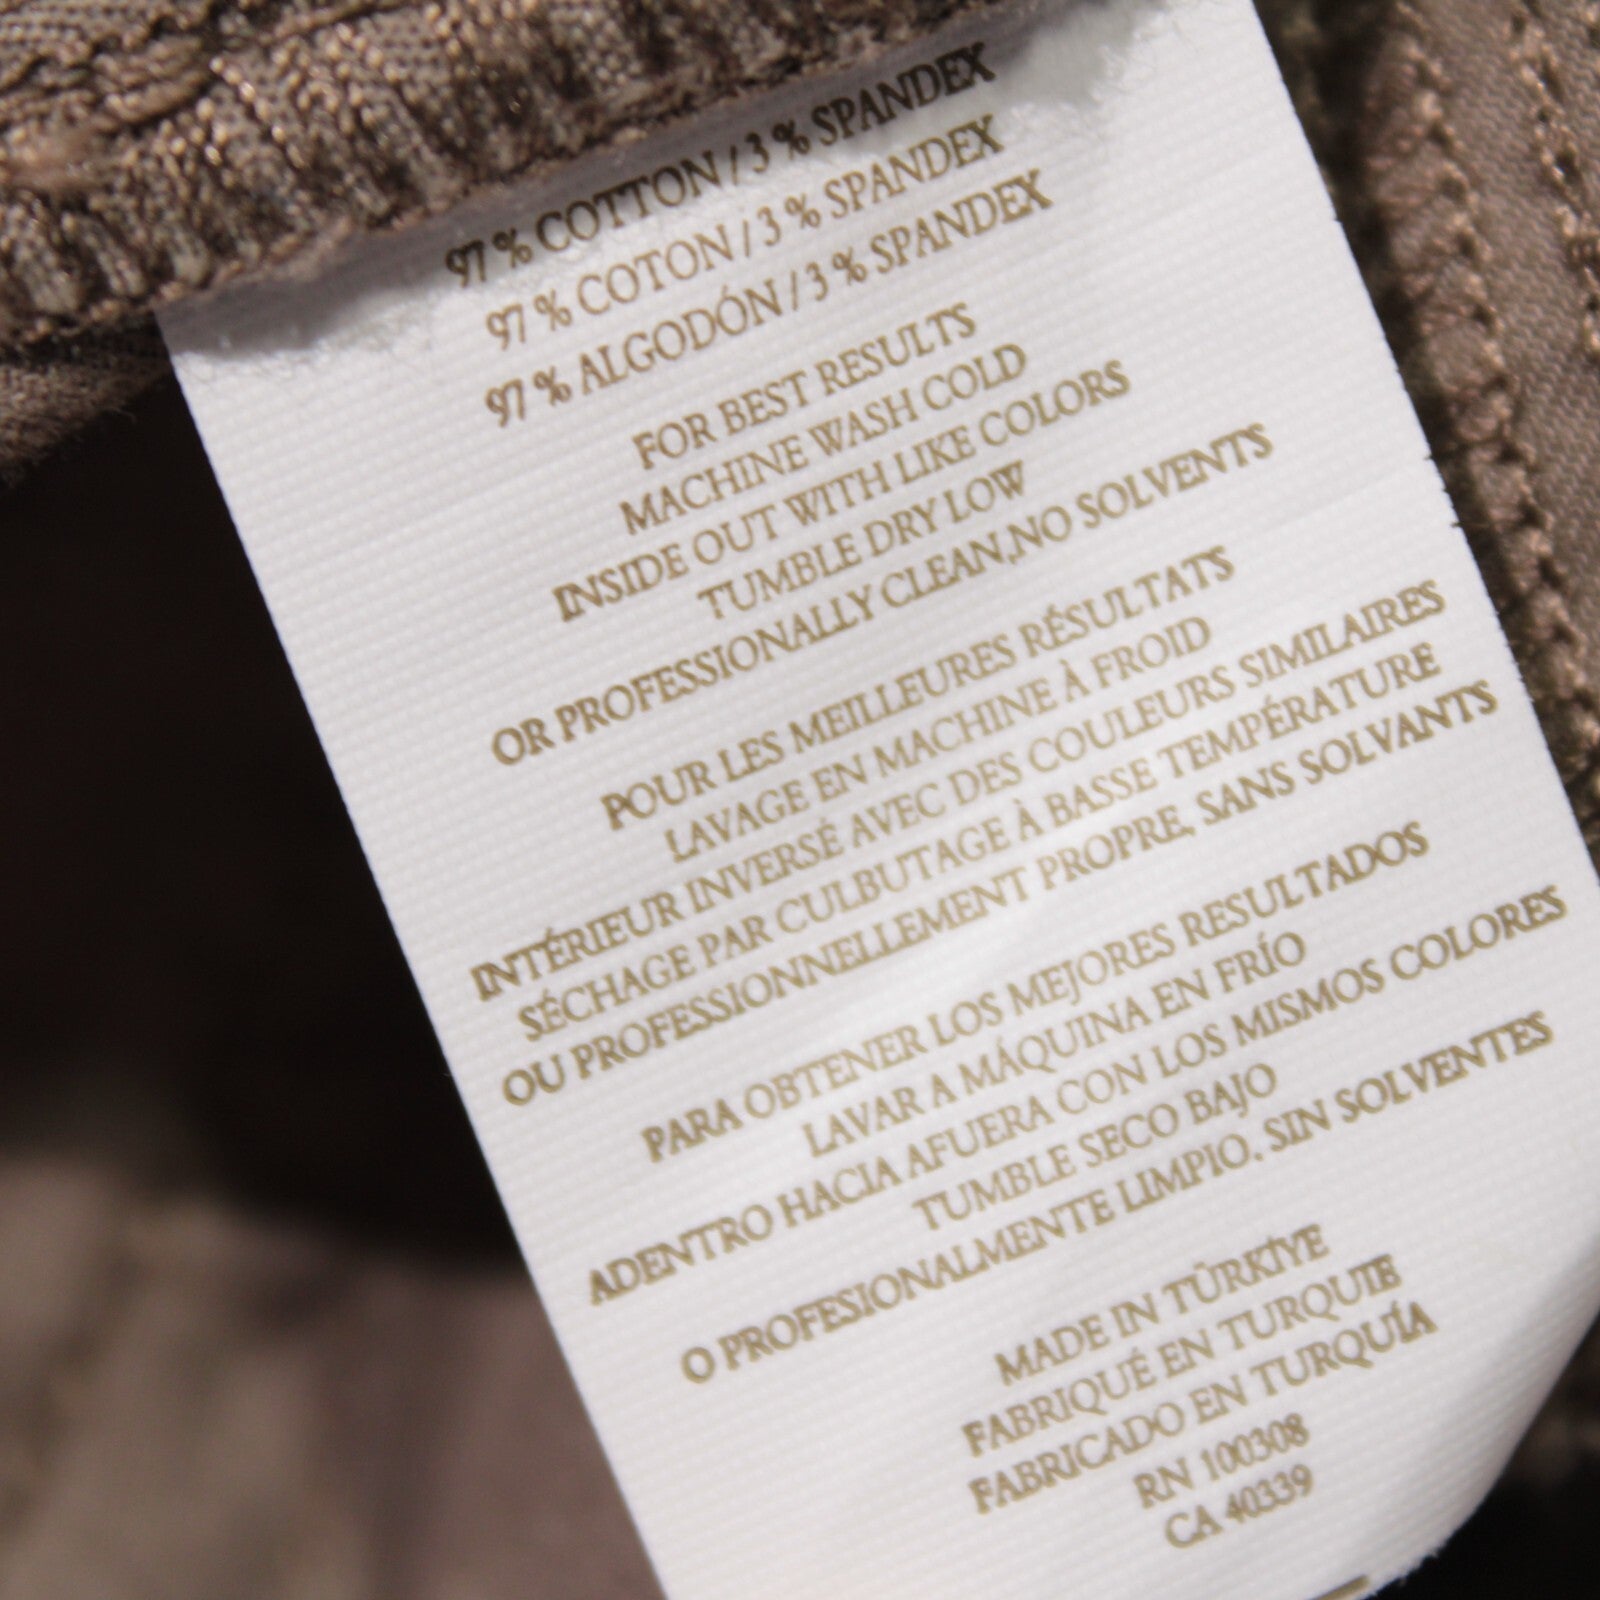 97 % COTTON / 3 % SPANDEX
97 % COTON / 3 % SPANDEX
97 % ALGODÓN / 3 % SPANDEX
FOR BEST RESULTS
MACHINE WASH COLD
INSIDE OUT WITH LIKE COLORS
TUMBLE DRY LOW
OR PROFESSIONALLY CLEAN,NO SOLVENTS
POUR LES MEILLEURES RÉSULTATS
LAVAGE EN MACHINE À FROID
INTÉRIEUR INVERSÉ AVEC DES COULEURS SIMILAIRES
SÉCHAGE PAR CULBUTAGE À BASSE TEMPÉRATURE
OU PROFESSIONNELLEMENT PROPRE, SANS SOLVANTS
PARA OBTENER LOS MEJORES RESULTADOS
LAVAR A MÁQUINA EN FRÍO
ADENTRO HACIA AFUERA CON LOS MISMOS COLORES
TUMBLE SECO BAJO
O PROFESIONALMENTE LIMPIO. SIN SOLVENTES
MADE IN TÜRKİYE
FABRIQUÉ EN TURQUIE
FABRICADO EN TURQUÍA
RN 100308
CA 40339